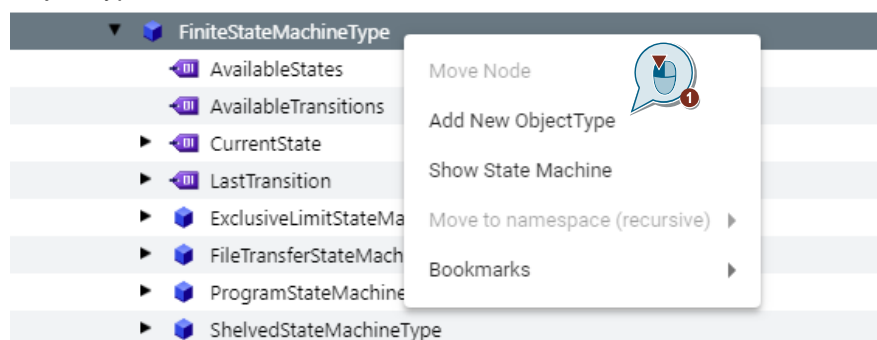 FiniteStateMachineType
AvailableStates
AvailableTransitions
CurrentState
LastTransition
ExclusiveLimitStateMa
FileTransferStateMach
ProgramStateMachine
ShelvedStateMachineType
Move Node
Add New ObjectType
Show State Machine
Move to namespace (recursive)
Bookmarks
1